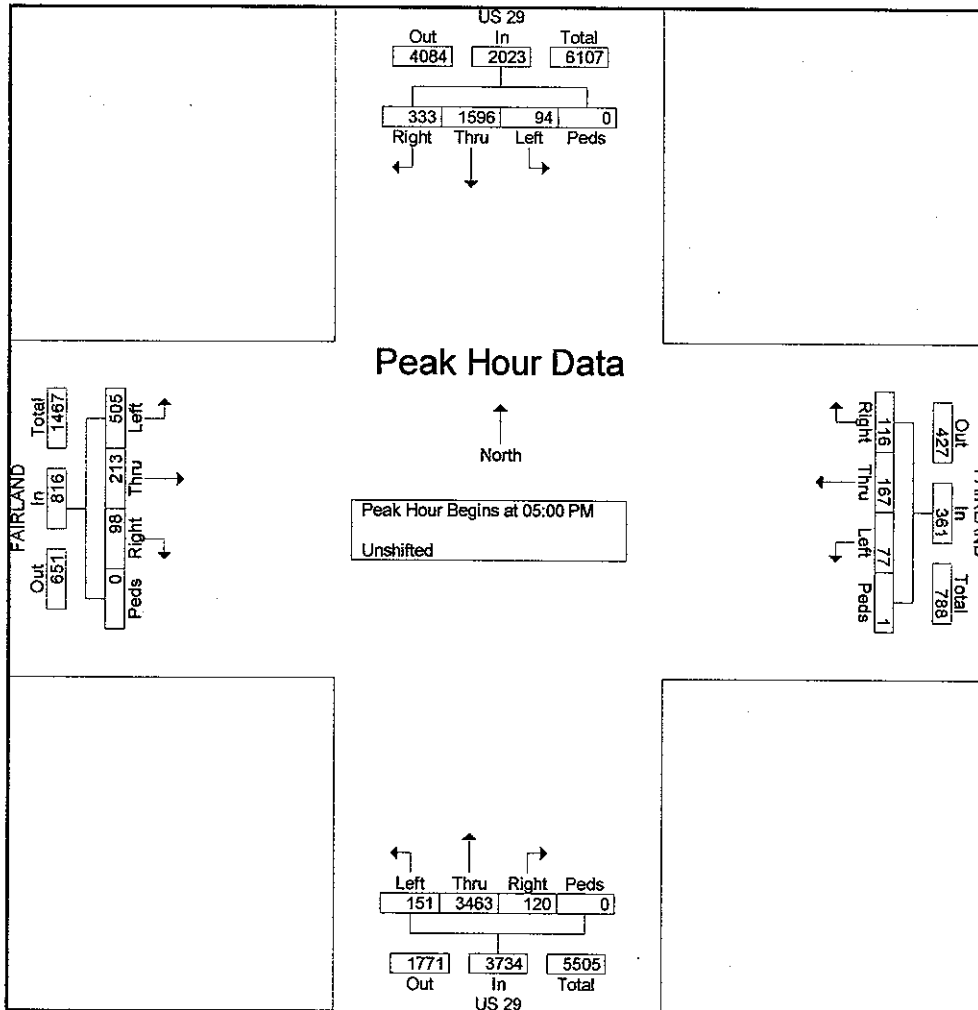 US 29
Out In Total
4084 2023 6107
333 1596 94 0
Right Thru Left Peds
Peak Hour Data
North
Peak Hour Begins at 05:00 PM
Unshifted
FAIRLAND
Out In Total
651 816 1467
505 213 98 0
Left Thru Right Peds
Right Thru Left Peds
116 167 77 1
Out In Total
427 361 788
Left Thru Right Peds
151 3463 120 0
1771 3734 5505
Out In Total
US 29